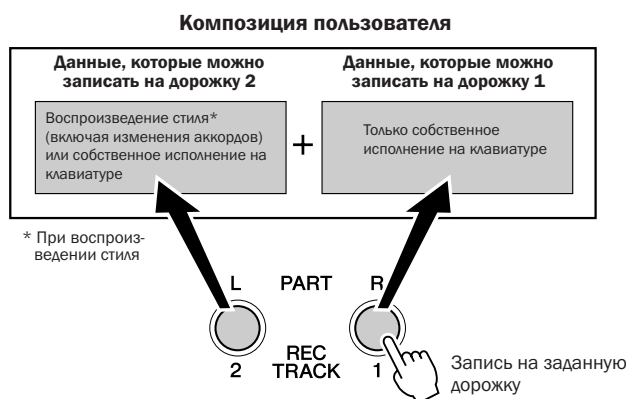 Композиция пользователя
Данные, которые можно
записать на дорожку 2
Данные, которые можно
записать на дорожку 1
Воспроизведение стиля*
(включая изменения аккордов)
или собственное исполнение на
клавиатуре
+
Только собственное
исполнение на клавиатуре
* При воспроиз-
ведении стиля
L PART R
REC
2 TRACK 1
Запись на заданную
дорожку